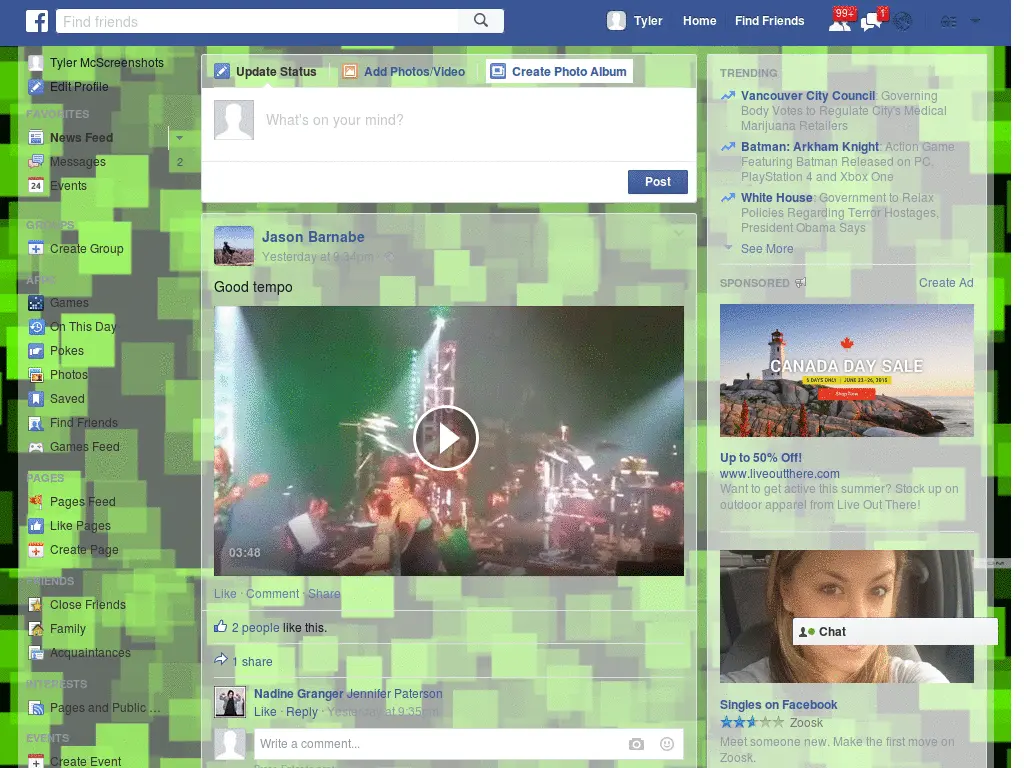 Find friends
Tyler
Home
Find Friends
99+
1
Tyler McScreenshots
Edit Profile
FAVORITES
News Feed
Messages
2
Events
24
GROUPS
Create Group
APPS
Games
On This Day
Pokes
Photos
Saved
Find Friends
Games Feed
PAGES
Pages Feed
Like Pages
Create Page
FRIENDS
Close Friends
Family
Acquaintances
INTERESTS
Pages and Public ...
EVENTS
Create Event
Update Status
Add Photos/Video
Create Photo Album
What's on your mind?
Post
Jason Barnabe
Yesterday at 9:34pm ·
Good tempo
03:48
Like · Comment · Share
2 people like this.
1 share
Nadine Granger Jennifer Paterson
Like · Reply · Yesterday at 9:35pm
Write a comment...
TRENDING
Vancouver City Council: Governing
Body Votes to Regulate City's Medical
Marijuana Retailers
Batman: Arkham Knight: Action Game
Featuring Batman Released on PC,
PlayStation 4 and Xbox One
White House: Government to Relax
Policies Regarding Terror Hostages,
President Obama Says
See More
SPONSORED
Create Ad
CANADA DAY SALE
5 DAYS ONLY | JUNE 22-26, 2015
Shop Now
Up to 50% Off!
www.liveoutthere.com
Want to get active this summer? Stock up on
outdoor apparel from Live Out There!
Chat
Singles on Facebook
Zoosk
Meet someone new. Make the first move on
Zoosk.